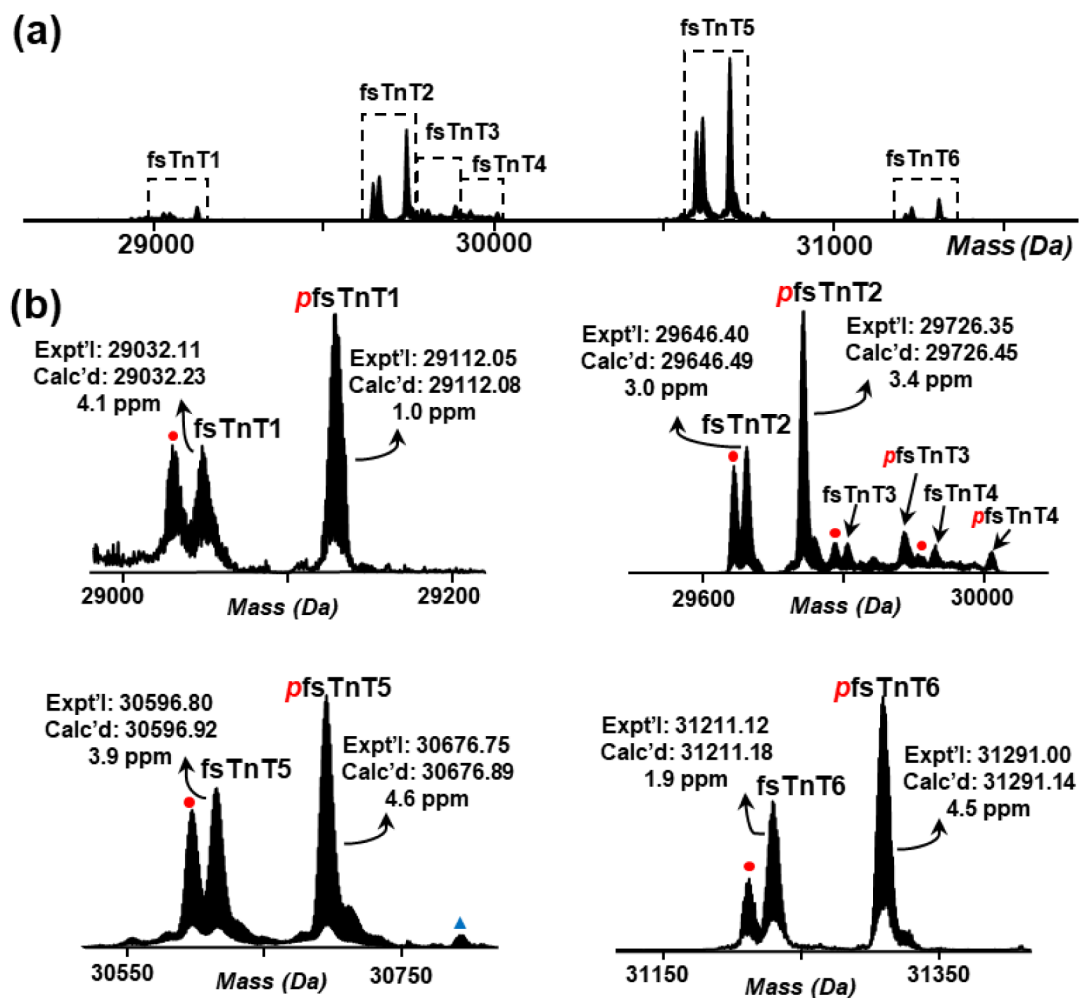 (a)
fsTnT1
fsTnT2
fsTnT3
fsTnT4
fsTnT5
fsTnT6
29000
30000
31000
Mass (Da)
(b)
pfsTnT1
Expt'l: 29032.11
Calc'd: 29032.23
4.1 ppm
fsTnT1
Expt'l: 29112.05
Calc'd: 29112.08
1.0 ppm
29000
Mass (Da)
29200
pfsTnT2
Expt'l: 29646.40
Calc'd: 29646.49
3.0 ppm
fsTnT2
Expt'l: 29726.35
Calc'd: 29726.45
3.4 ppm
fsTnT3
pfsTnT3
fsTnT4
pfsTnT4
29600
Mass (Da)
30000
pfsTnT5
Expt'l: 30596.80
Calc'd: 30596.92
3.9 ppm
fsTnT5
Expt'l: 30676.75
Calc'd: 30676.89
4.6 ppm
30550
Mass (Da)
30750
pfsTnT6
Expt'l: 31211.12
Calc'd: 31211.18
1.9 ppm
fsTnT6
Expt'l: 31291.00
Calc'd: 31291.14
4.5 ppm
31150
Mass (Da)
31350